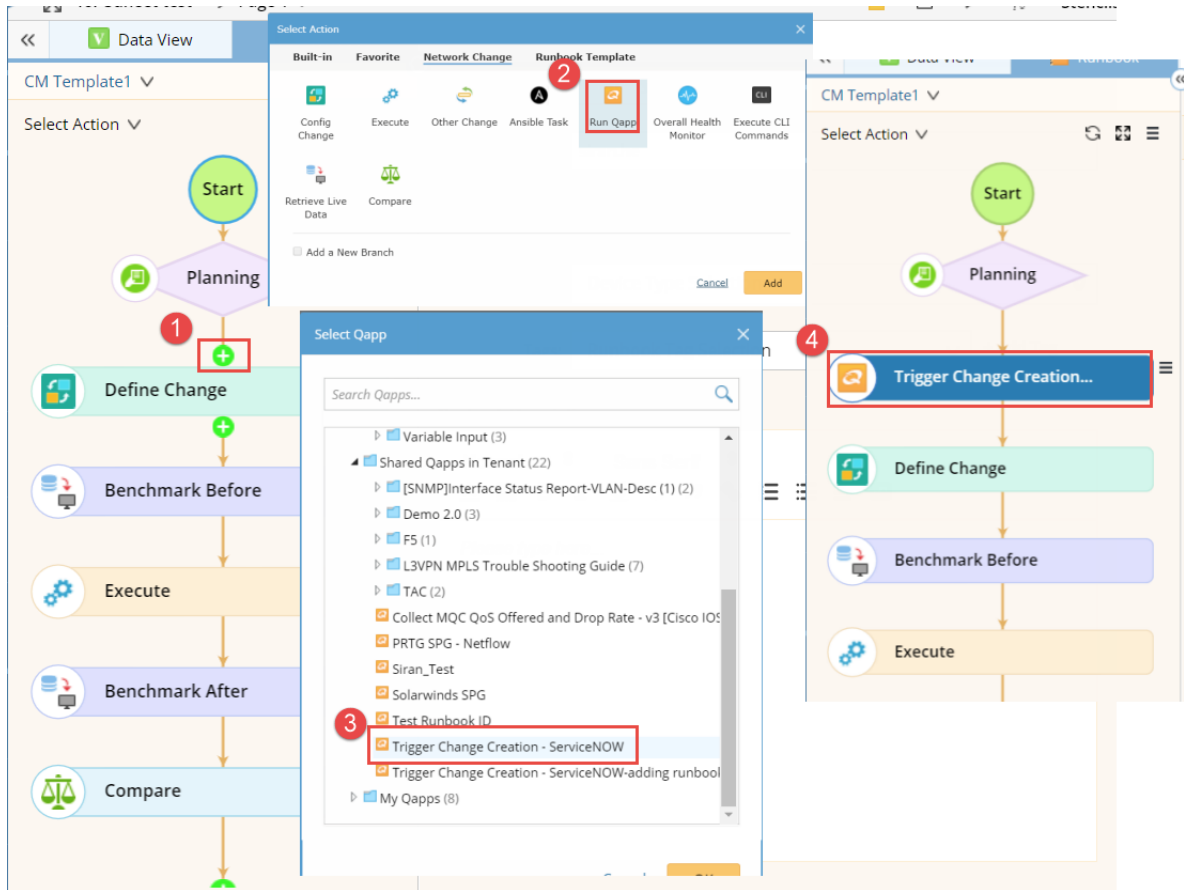 Data View
CM Template1
Select Action
Start
Planning
1
Define Change
Benchmark Before
Execute
Benchmark After
Compare
Select Action
Built-in Favorite Network Change Runbook Template
2
Config Change
Execute
Other Change
Ansible Task
Run Qapp
Overall Health Monitor
CLI
Execute CLI Commands
Retrieve Live Data
Compare
Add a New Branch
Cancel Add
Select Qapp
Search Qapps...
Variable Input (3)
Shared Qapps in Tenant (22)
[SNMP]Interface Status Report-VLAN-Desc (1) (2)
Demo 2.0 (3)
F5 (1)
L3VPN MPLS Trouble Shooting Guide (7)
TAC (2)
Collect MQC QoS Offered and Drop Rate - v3 [Cisco IOS
PRTG SPG - Netflow
Siran_Test
Solarwinds SPG
Test Runbook ID
3
Trigger Change Creation - ServiceNOW
Trigger Change Creation - ServiceNOW-adding runbook
My Qapps (8)
CM Template1
Select Action
Start
Planning
4
Trigger Change Creation...
Define Change
Benchmark Before
Execute